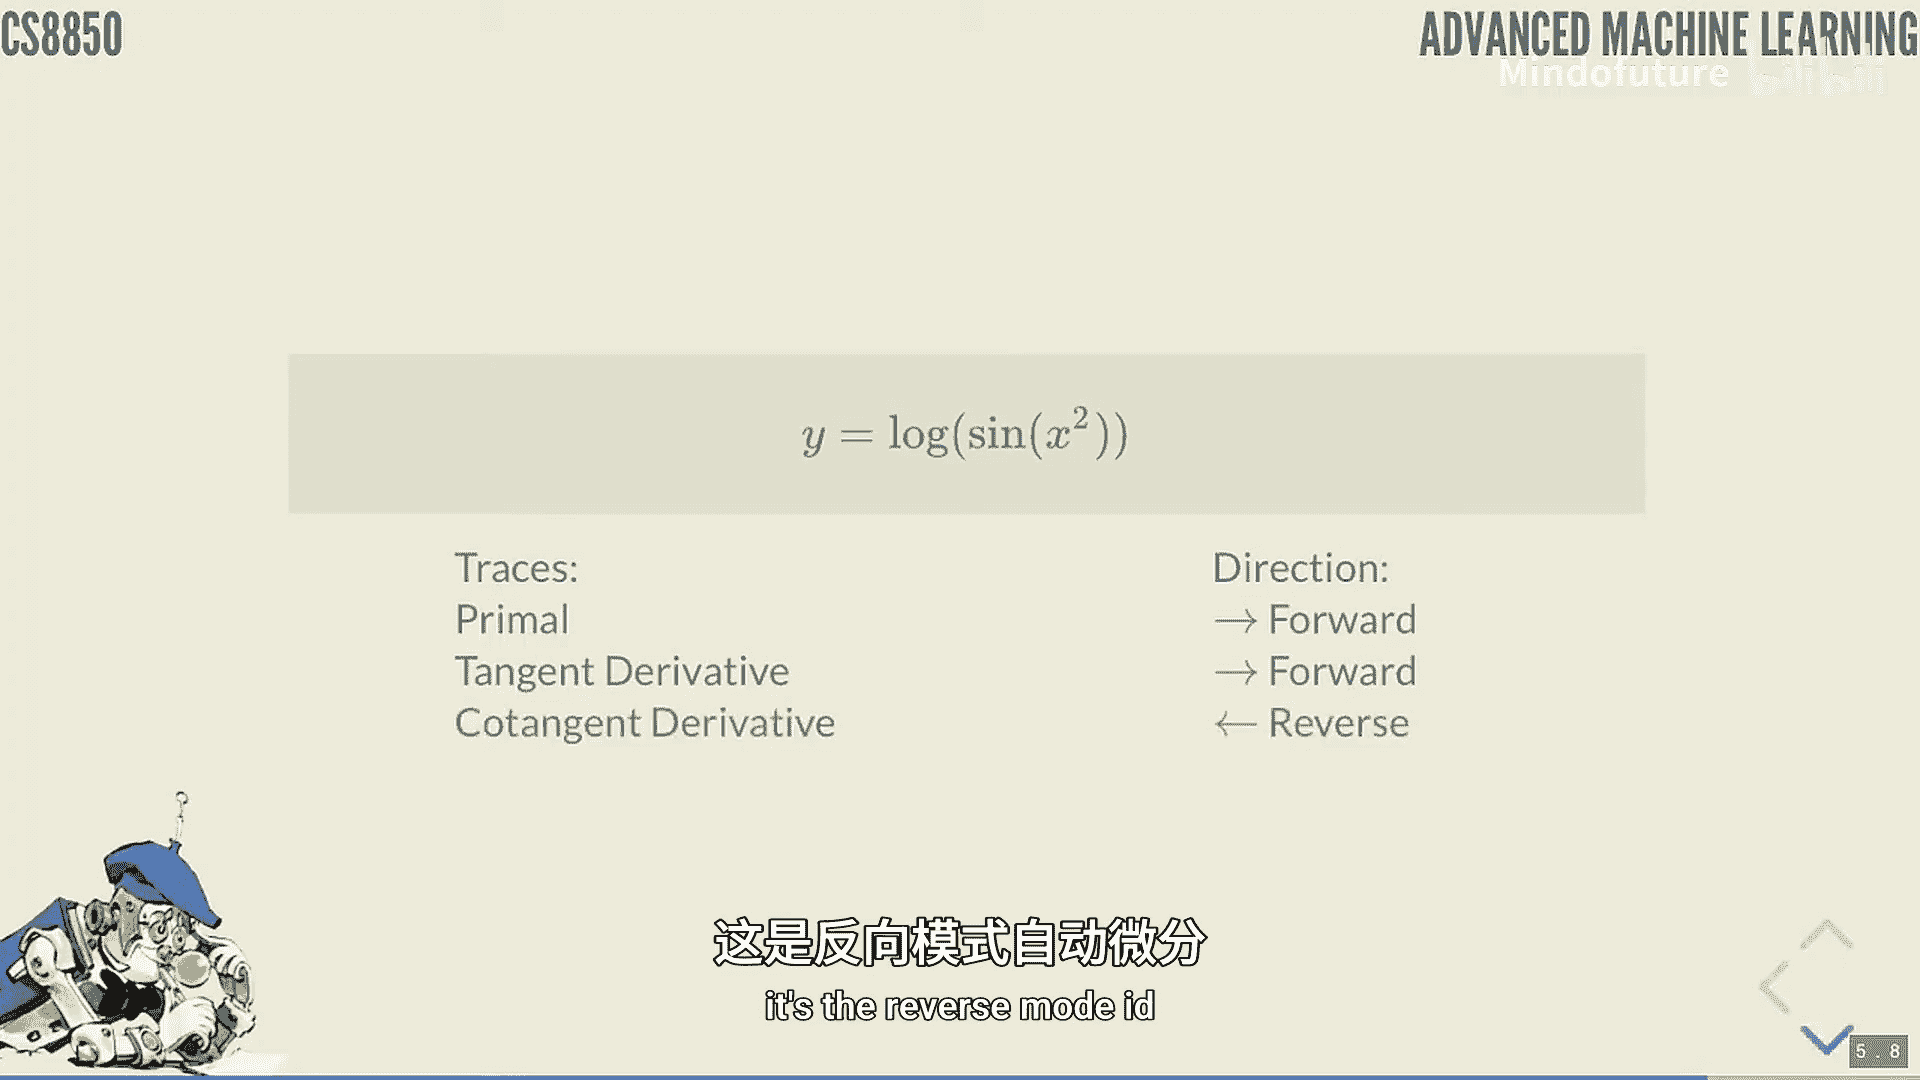 CS8850
ADVANCED MACHINE LEARNING
Mindofuture bilibili
y = log(sin(x²))
Traces:
Primal
Tangent Derivative
Cotangent Derivative
Direction:
→ Forward
→ Forward
← Reverse
这是反向模式自动微分
it's the reverse mode id
5.8